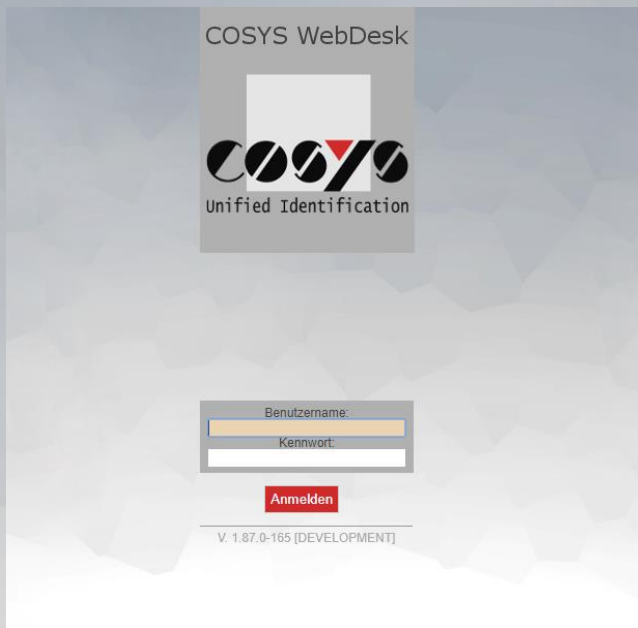 COSYS WebDesk
COSYS
Unified Identification
Benutzername:
Kennwort:
Anmelden
V. 1.87.0-165 [DEVELOPMENT]